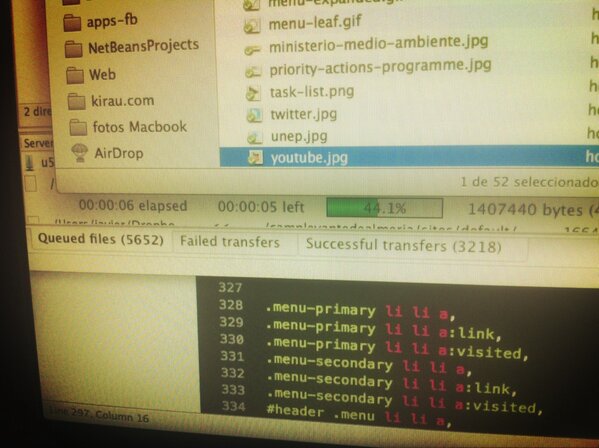 menu-expanded.gif
apps-fb
menu-leaf.gif
NetBeansProjects
ministerio-medio-ambiente.jpg
Web
priority-actions-programme.jpg
kirau.com
task-list.png
fotos Macbook
twitter.jpg
AirDrop
unep.jpg
youtube.jpg
1 de 52 seleccionado
2 dire
Server
00:00:06 elapsed 00:00:05 left 44.1% 1407440 bytes (4
Queued files (5652) Failed transfers Successful transfers (3218)
327
328 .menu-primary li li a,
329 .menu-primary li li a:link,
330 .menu-primary li li a:visited,
331 .menu-secondary li li a,
332 .menu-secondary li li a:link,
333 .menu-secondary li li a:visited,
334 #header .menu li li a,
Line 297, Column 16